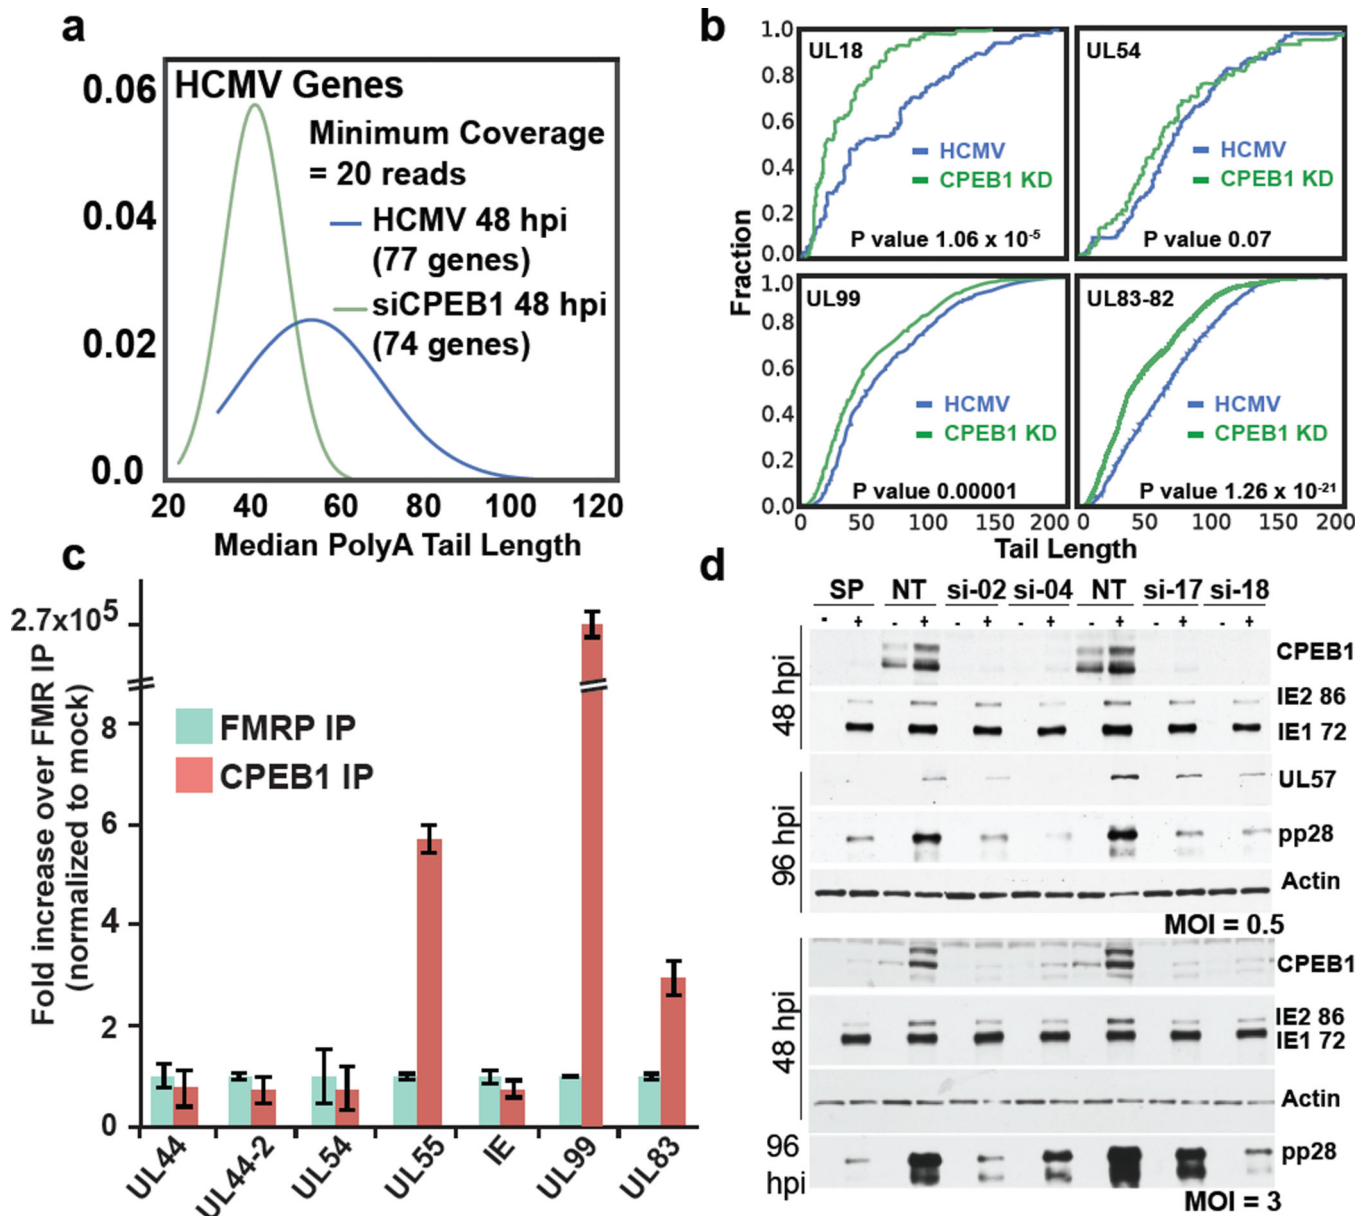 a
HCMV Genes
Minimum Coverage
= 20 reads
HCMV 48 hpi
(77 genes)
siCPEB1 48 hpi
(74 genes)
0.06
0.04
0.02
0.0
20 40 60 80 100 120
Median PolyA Tail Length
b
Fraction
1.0
0.8
0.6
0.4
0.2
0.0
UL18
HCMV
CPEB1 KD
P value 1.06 x 10-5
UL54
HCMV
CPEB1 KD
P value 0.07
1.0
0.8
0.6
0.4
0.2
0.0
UL99
HCMV
CPEB1 KD
P value 0.00001
UL83-82
HCMV
CPEB1 KD
P value 1.26 x 10-21
0 50 100 150 200
0 50 100 150 200
Tail Length
c
Fold increase over FMR IP
(normalized to mock)
2.7x105
8
6
4
2
0
FMRP IP
CPEB1 IP
UL44 UL44-2 UL54 UL55 IE UL99 UL83
d
SP NT si-02 si-04 NT si-17 si-18
- + - + - + - + - + - + - +
48 hpi
CPEB1
IE2 86
IE1 72
96 hpi
UL57
pp28
Actin
MOI = 0.5
48 hpi
CPEB1
IE2 86
IE1 72
Actin
96
hpi
pp28
MOI = 3